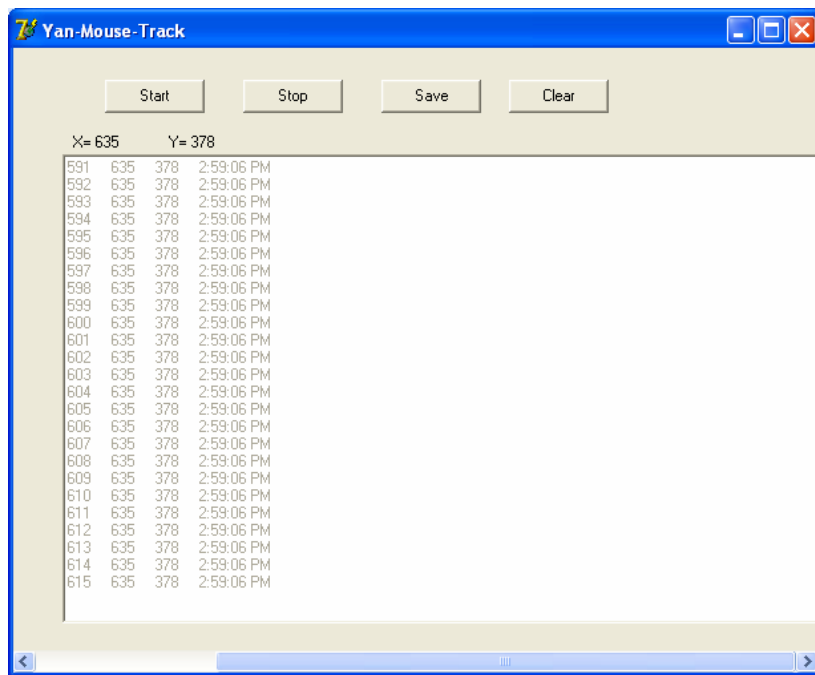 Yan-Mouse-Track
Start Stop Save Clear
X= 635 Y= 378
591 635 378 2:59:06 PM
592 635 378 2:59:06 PM
593 635 378 2:59:06 PM
594 635 378 2:59:06 PM
595 635 378 2:59:06 PM
596 635 378 2:59:06 PM
597 635 378 2:59:06 PM
598 635 378 2:59:06 PM
599 635 378 2:59:06 PM
600 635 378 2:59:06 PM
601 635 378 2:59:06 PM
602 635 378 2:59:06 PM
603 635 378 2:59:06 PM
604 635 378 2:59:06 PM
605 635 378 2:59:06 PM
606 635 378 2:59:06 PM
607 635 378 2:59:06 PM
608 635 378 2:59:06 PM
609 635 378 2:59:06 PM
610 635 378 2:59:06 PM
611 635 378 2:59:06 PM
612 635 378 2:59:06 PM
613 635 378 2:59:06 PM
614 635 378 2:59:06 PM
615 635 378 2:59:06 PM